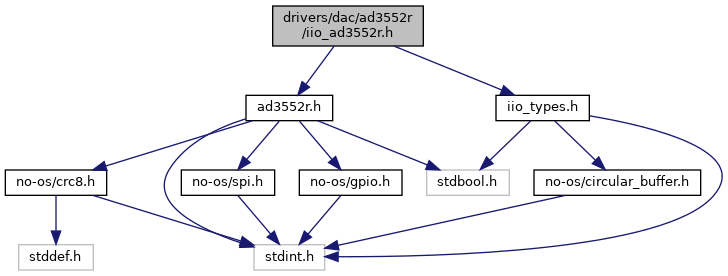 drivers/dac/ad3552r
/iio_ad3552r.h
ad3552r.h
iio_types.h
no-os/crc8.h
no-os/spi.h
no-os/gpio.h
stdbool.h
no-os/circular_buffer.h
stddef.h
stdint.h